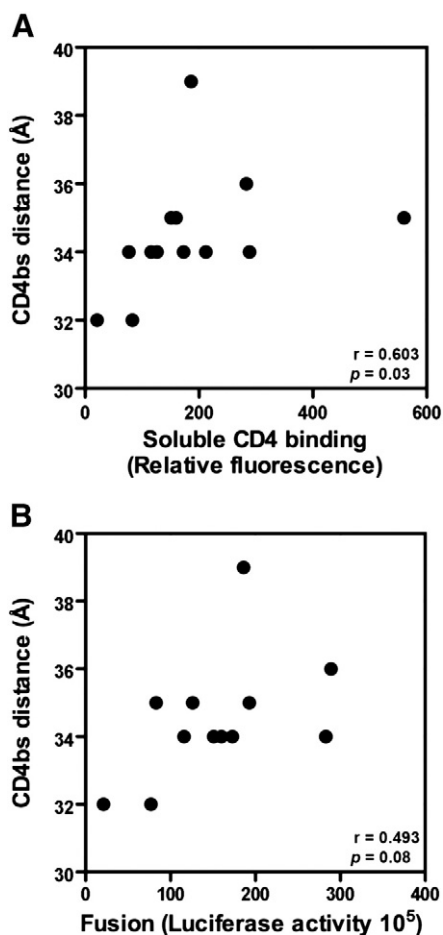 A
40
38
36
34
32
30
CD4bs distance (Å)
0 200 400 600
r = 0.603
p = 0.03
Soluble CD4 binding
(Relative fluorescence)
B
40
38
36
34
32
30
CD4bs distance (Å)
0 100 200 300 400
r = 0.493
p = 0.08
Fusion (Luciferase activity 10⁵)